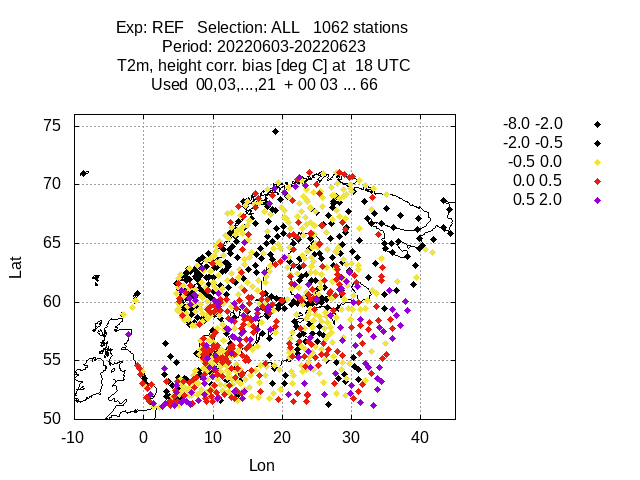 Exp: REF   Selection: ALL   1062 stations
Period: 20220603-20220623
T2m, height corr. bias [deg C] at  18 UTC
Used  00,03,...,21  + 00 03 ... 66
-8.0 -2.0
-2.0 -0.5
-0.5 0.0
0.0 0.5
0.5 2.0
75
70
65
60
55
50
Lat
-10 0 10 20 30 40
Lon